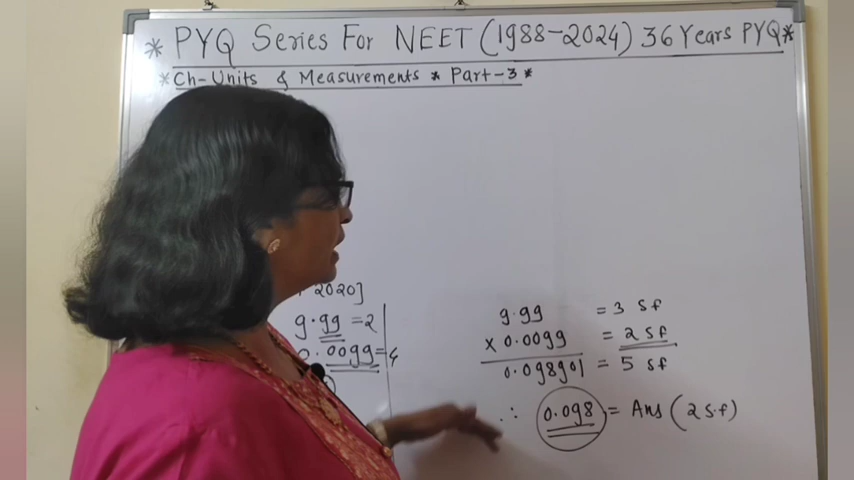 * PYQ Series For NEET (1988-2024) 36 Years PYQ*
* Ch-Units & Measurements * Part-3 *
2020]
9.99 = 2
0.0099 = 4
9.99 = 3 sf
x 0.0099 = 2 sf
0.098901 = 5 sf
∴ 0.098 = Ans (2 s.f)